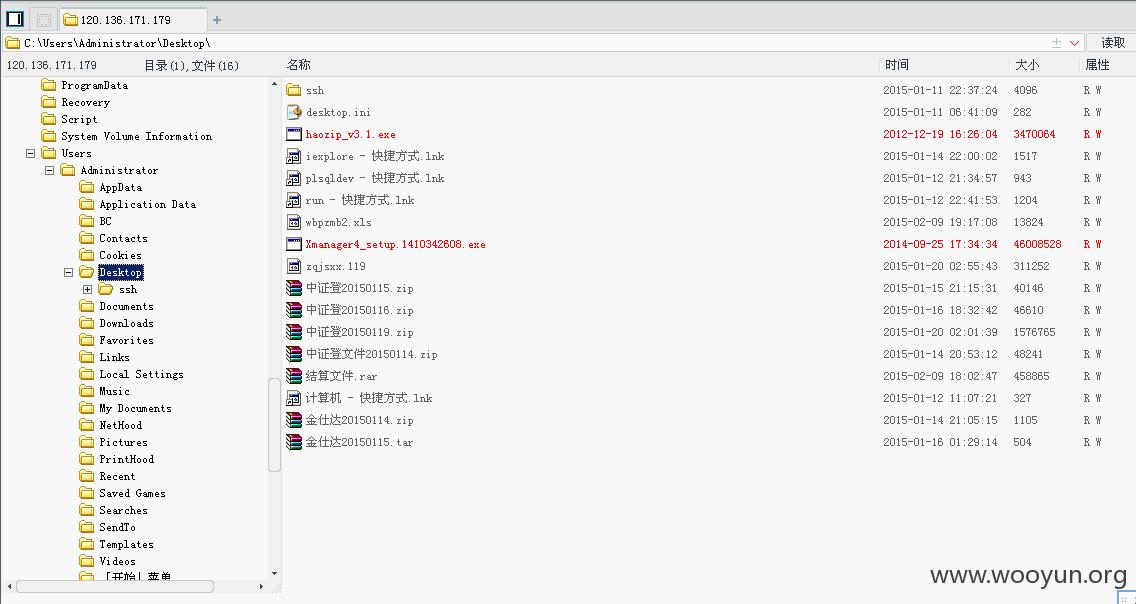 120.136.171.179
C:\Users\Administrator\Desktop\ 读取
120.136.171.179 目录(1),文件(16) 名称 时间 大小 属性
ProgramData
Recovery
Script
System Volume Information
Users
Administrator
AppData
Application Data
BC
Contacts
Cookies
Desktop
ssh
Documents
Downloads
Favorites
Links
Local Settings
Music
My Documents
NetHood
Pictures
PrintHood
Recent
Saved Games
Searches
SendTo
Templates
Videos
「开始」菜单
ssh 2015-01-11 22:37:24 4096 R W
desktop.ini 2015-01-11 06:41:09 282 R W
haozip_v3.1.exe 2012-12-19 16:26:04 3470064 R W
iexplore - 快捷方式.lnk 2015-01-14 22:00:02 1517 R W
plsqldev - 快捷方式.lnk 2015-01-12 21:34:57 943 R W
run - 快捷方式.lnk 2015-01-12 22:41:53 1204 R W
wbpzmb2.xls 2015-02-09 19:17:08 13824 R W
Xmanager4_setup.1410342608.exe 2014-09-25 17:34:34 46008528 R W
zqjsxx.119 2015-01-20 02:55:43 311252 R W
中证登20150115.zip 2015-01-15 21:15:31 40146 R W
中证登20150116.zip 2015-01-16 18:32:42 46610 R W
中证登20150119.zip 2015-01-20 02:01:39 1576765 R W
中证登文件20150114.zip 2015-01-14 20:53:12 48241 R W
结算文件.rar 2015-02-09 18:02:47 458865 R W
计算机 - 快捷方式.lnk 2015-01-12 11:07:21 327 R W
金仕达20150114.zip 2015-01-14 21:05:15 1105 R W
金仕达20150115.tar 2015-01-16 01:29:14 504 R W
www.wooyun.org